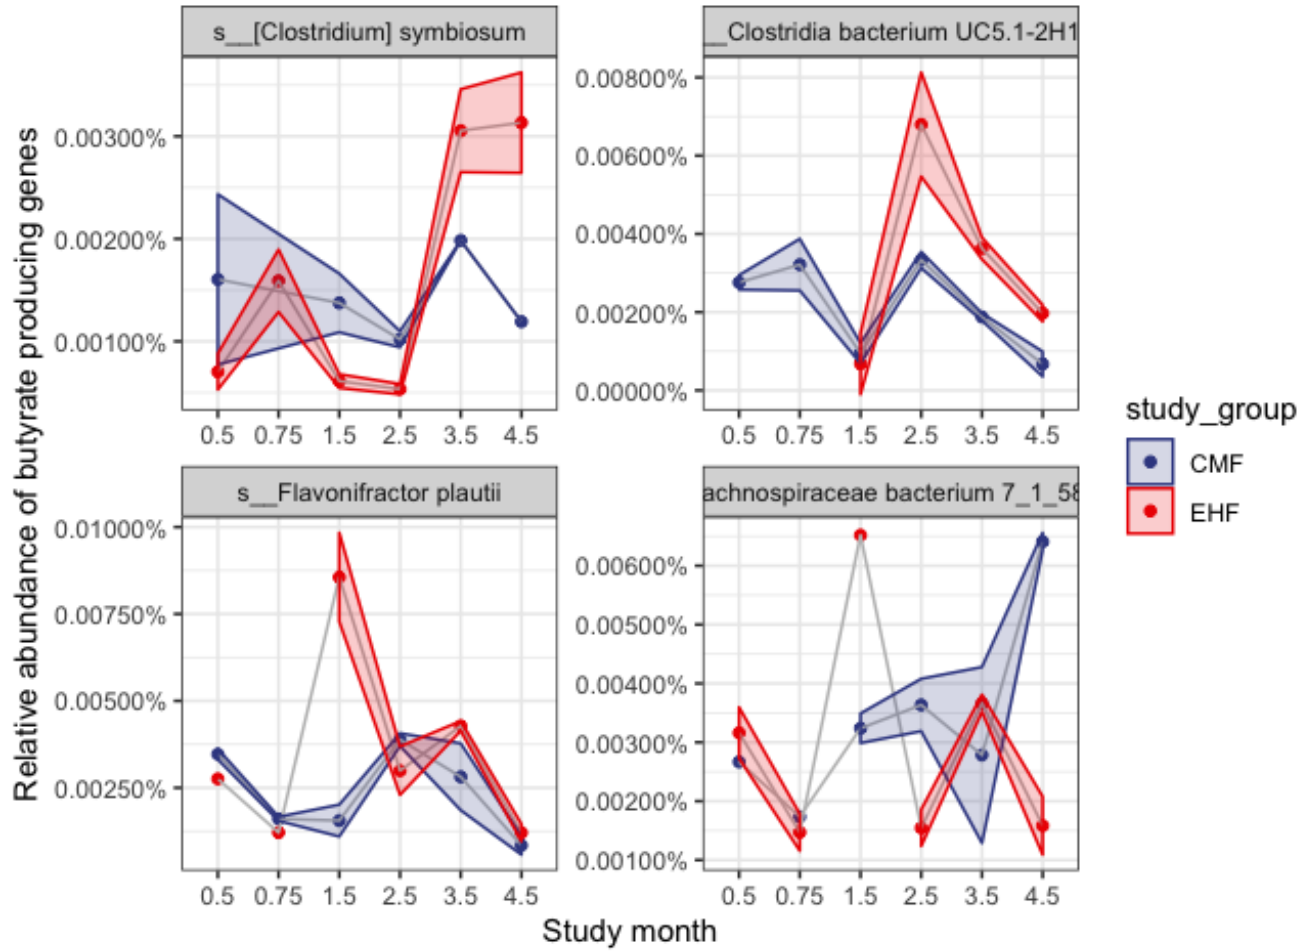 Relative abundance of butyrate producing genes
s__[Clostridium] symbiosum
0.00300%
0.00200%
0.00100%
0.5 0.75 1.5 2.5 3.5 4.5
__Clostridia bacterium UC5.1-2H1
0.00800%
0.00600%
0.00400%
0.00200%
0.00000%
0.5 0.75 1.5 2.5 3.5 4.5
s__Flavonifractor plautii
0.01000%
0.00750%
0.00500%
0.00250%
0.5 0.75 1.5 2.5 3.5 4.5
achnospiraceae bacterium 7_1_58
0.00600%
0.00500%
0.00400%
0.00300%
0.00200%
0.00100%
0.5 0.75 1.5 2.5 3.5 4.5
Study month
study_group
CMF
EHF